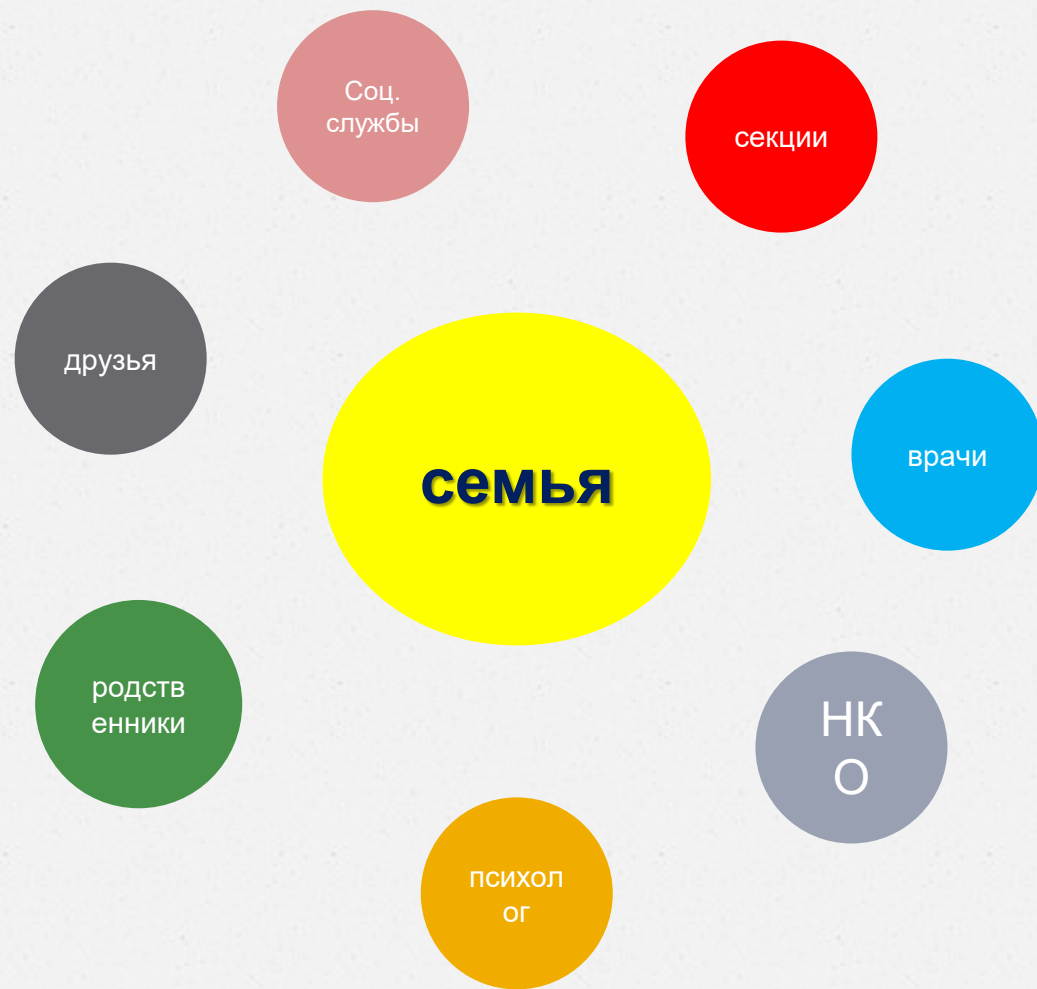 Соц.
службы
секции
друзья
семья
врачи
родств
енники
НК
О
психол
ог